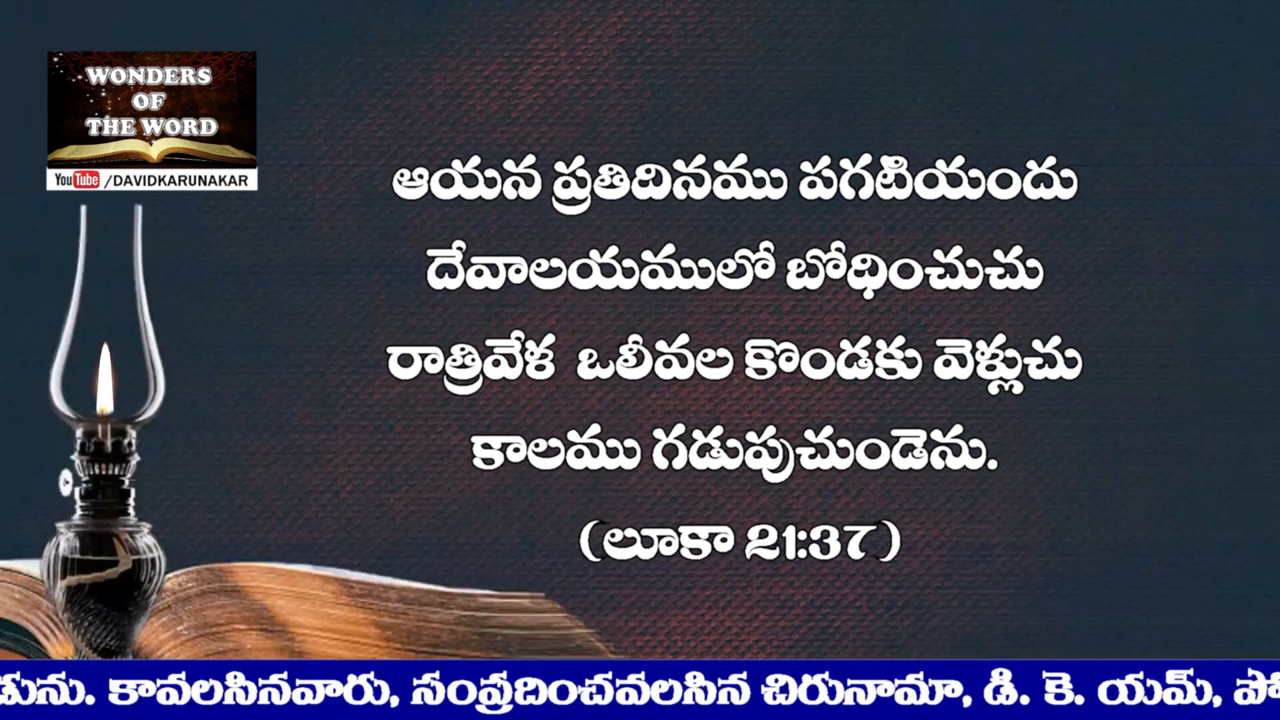 WONDERS
OF
THE WORD
YouTube /DAVIDKARUNAKAR
ఆయన ప్రతిదినము పగటియందు
దేవాలయములో బోధించుచు
రాత్రివేళ ఒలీవల కొండకు వెళ్లుచు
కాలము గడుపుచుండెను.
(లూకా 21:37)
డును. కావలసినవారు, సంప్రదించవలసిన చిరునామా, డి. కె. యమ్, పో